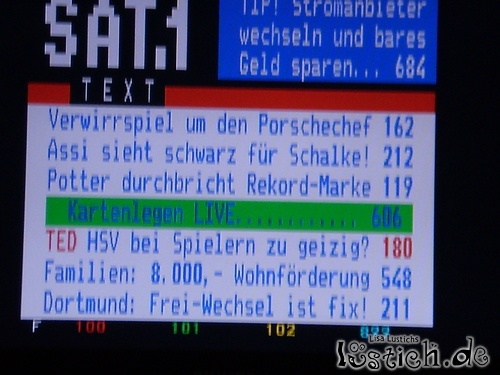 SAT.1
TEXT
TIP! Stromanbieter
wechseln und bares
Geld sparen... 684
Verwirrspiel um den Porschechef 162
Assi sieht schwarz für Schalke! 212
Potter durchbricht Rekord-Marke 119
Kartenlegen LIVE............. 606
TED HSV bei Spielern zu geizig? 180
Familien: 8.000,- Wohnförderung 548
Dortmund: Frei-Wechsel ist fix! 211
F 100 101 102
Lisa Lustichs
lustich.de